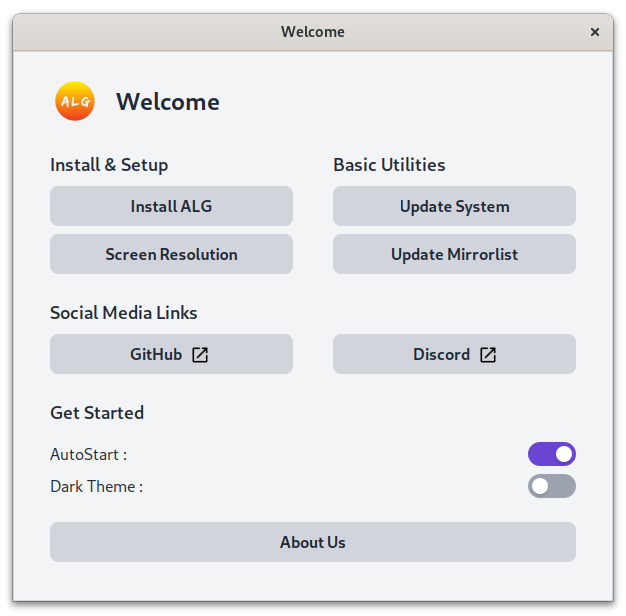 Welcome
ALG
Welcome
Install & Setup
Basic Utilities
Install ALG
Update System
Screen Resolution
Update Mirrorlist
Social Media Links
GitHub
Discord
Get Started
AutoStart :
Dark Theme :
About Us